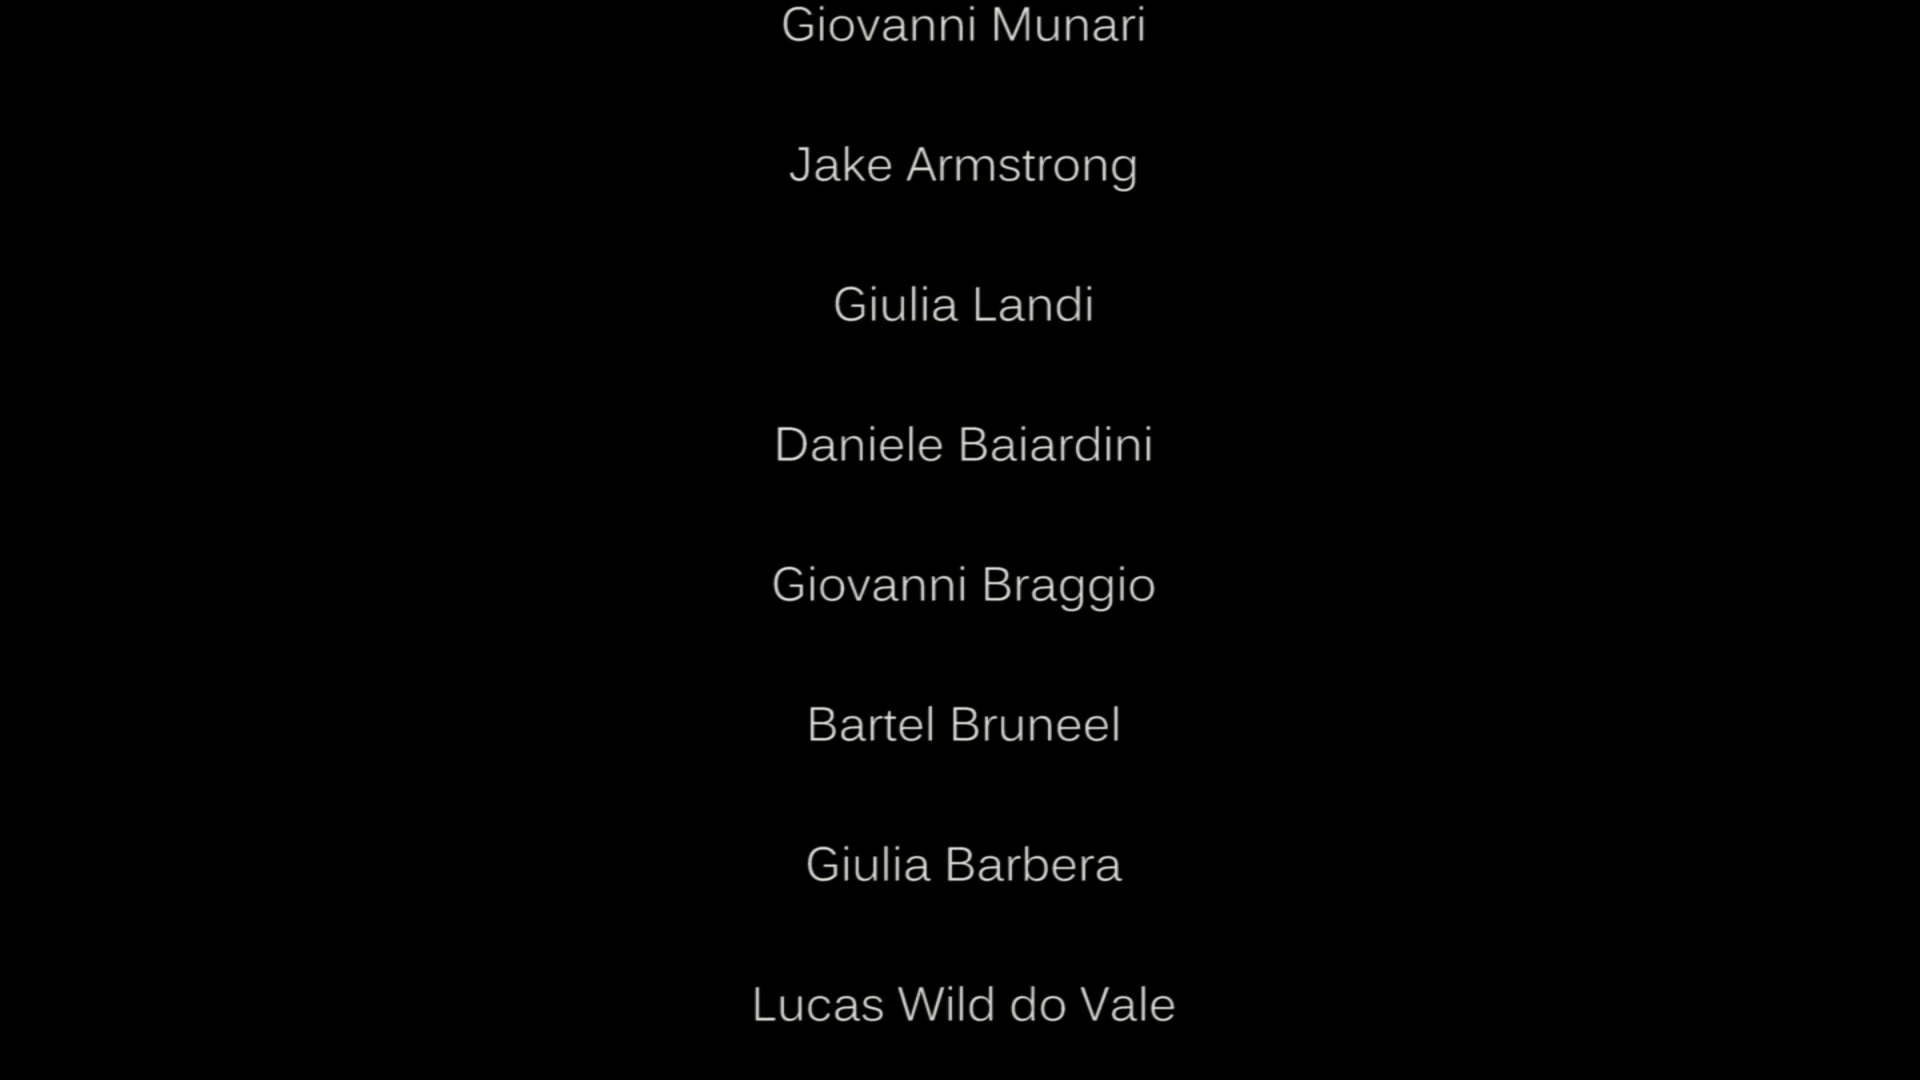 Giovanni Munari
Jake Armstrong
Giulia Landi
Daniele Baiardini
Giovanni Braggio
Bartel Bruneel
Giulia Barbera
Lucas Wild do Vale